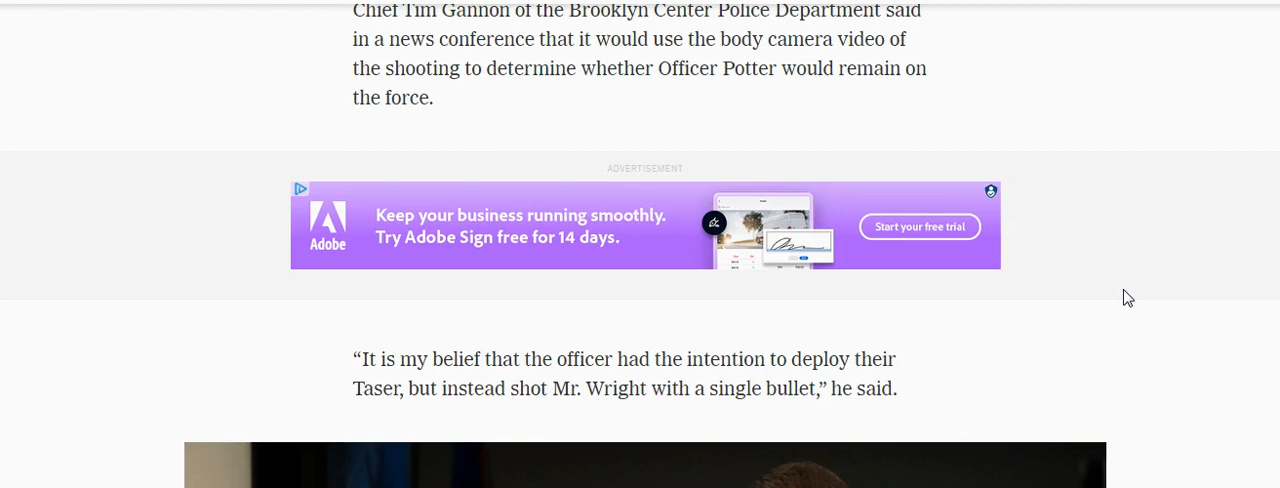 Chief Tim Gannon of the Brooklyn Center Police Department said
in a news conference that it would use the body camera video of
the shooting to determine whether Officer Potter would remain on
the force.
ADVERTISEMENT
Keep your business running smoothly.
Try Adobe Sign free for 14 days.
Adobe
Start your free trial
“It is my belief that the officer had the intention to deploy their
Taser, but instead shot Mr. Wright with a single bullet,” he said.